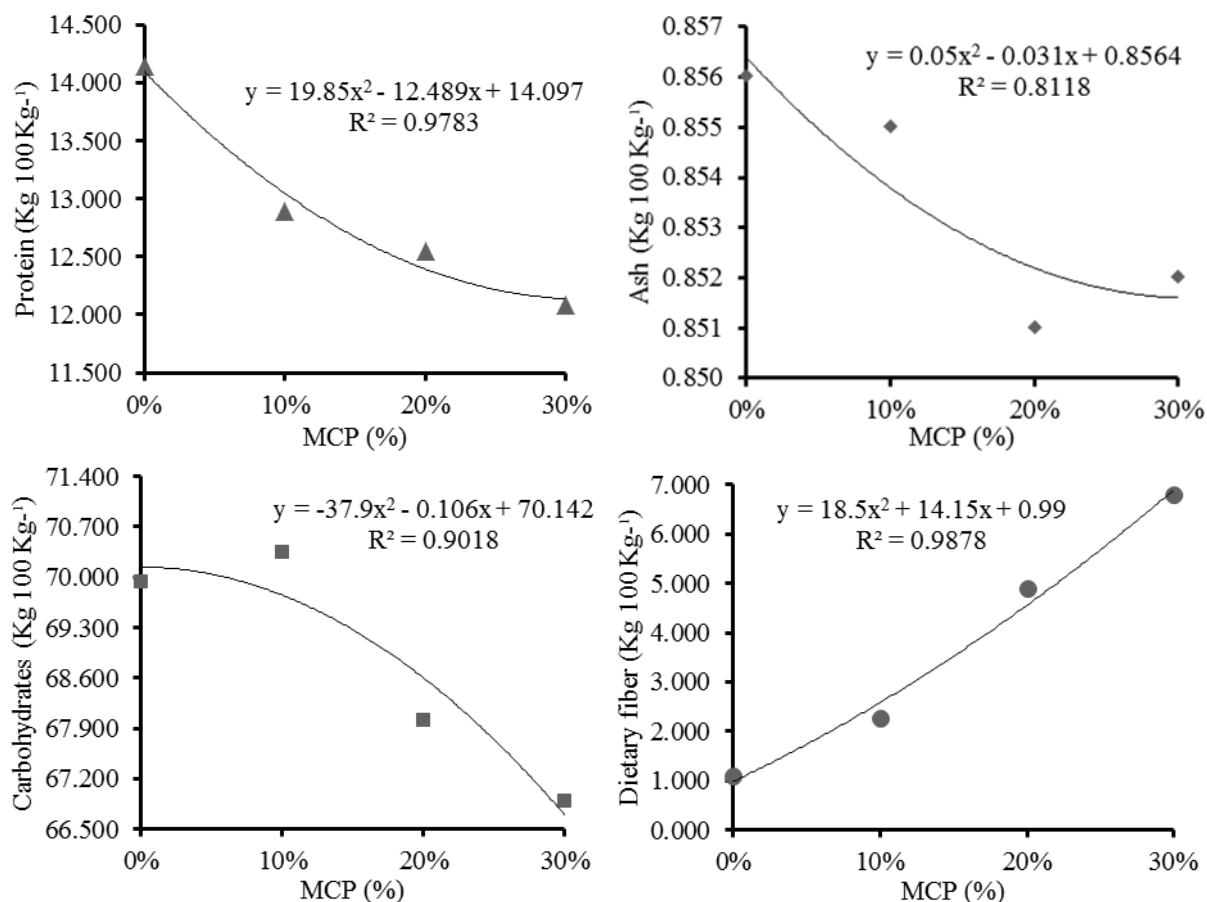 Protein (Kg 100 Kg-¹)
14.500
14.000
13.500
13.000
12.500
12.000
11.500
y = 19.85x² - 12.489x + 14.097
R² = 0.9783
0% 10% 20% 30%
MCP (%)
Ash (Kg 100 Kg-¹)
0.857
0.856
0.855
0.854
0.853
0.852
0.851
0.850
y = 0.05x² - 0.031x + 0.8564
R² = 0.8118
0% 10% 20% 30%
MCP (%)
Carbohydrates (Kg 100 Kg-¹)
71.400
70.700
70.000
69.300
68.600
67.900
67.200
66.500
y = -37.9x² - 0.106x + 70.142
R² = 0.9018
0% 10% 20% 30%
MCP (%)
Dietary fiber (Kg 100 Kg-¹)
7.000
6.000
5.000
4.000
3.000
2.000
1.000
0.000
y = 18.5x² + 14.15x + 0.99
R² = 0.9878
0% 10% 20% 30%
MCP (%)